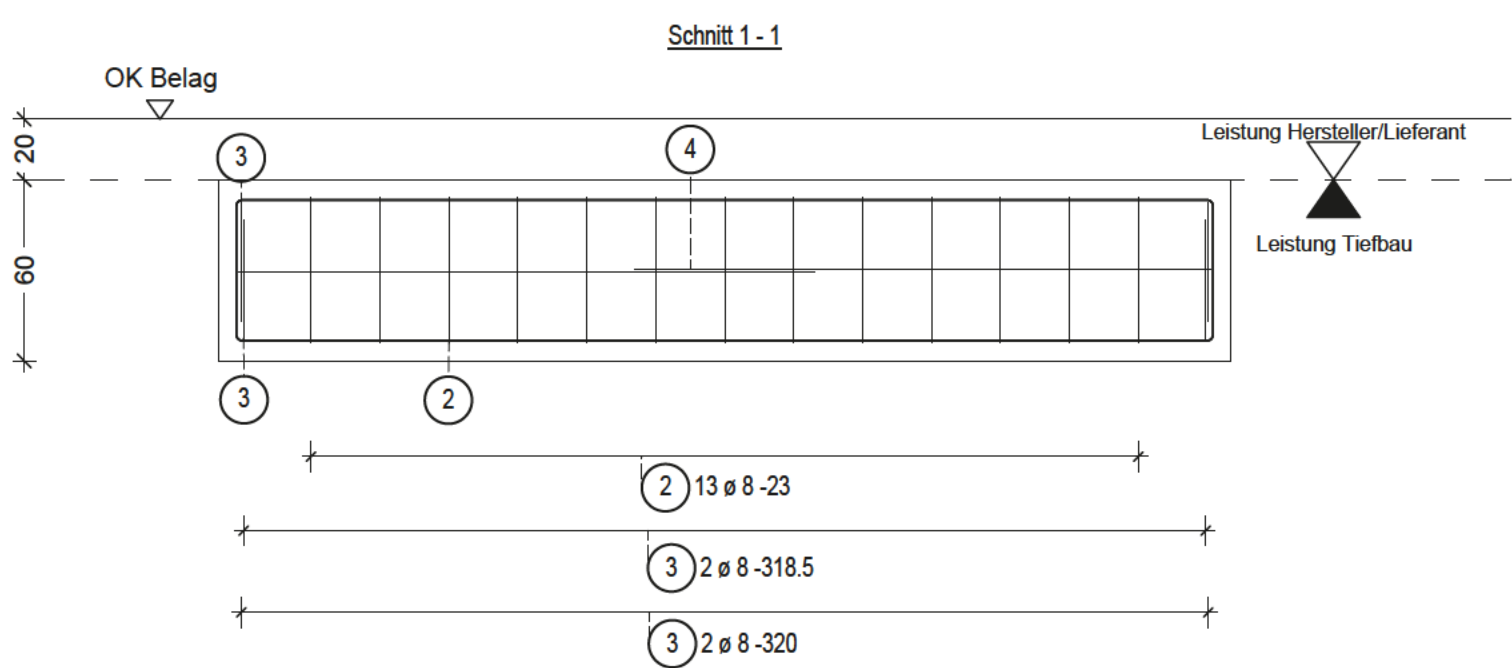 Schnitt 1 - 1
OK Belag
20
3
4
Leistung Hersteller/Lieferant
60
Leistung Tiefbau
3
2
2 13 ø 8 -23
3 2 ø 8 -318.5
3 2 ø 8 -320